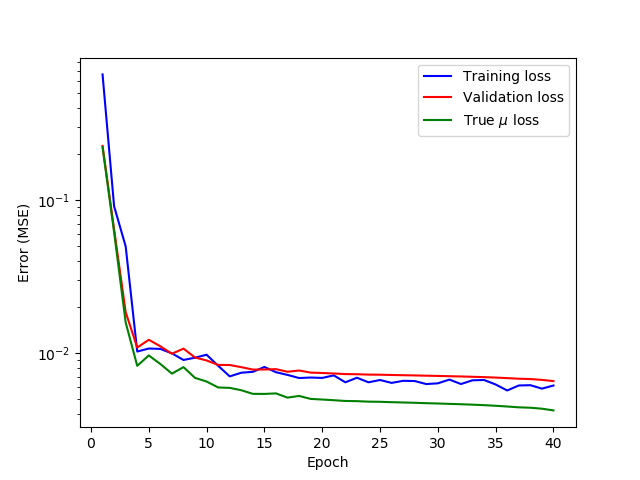 Training loss
Validation loss
True μ loss
10⁻¹
10⁻²
Error (MSE)
0 5 10 15 20 25 30 35 40
Epoch